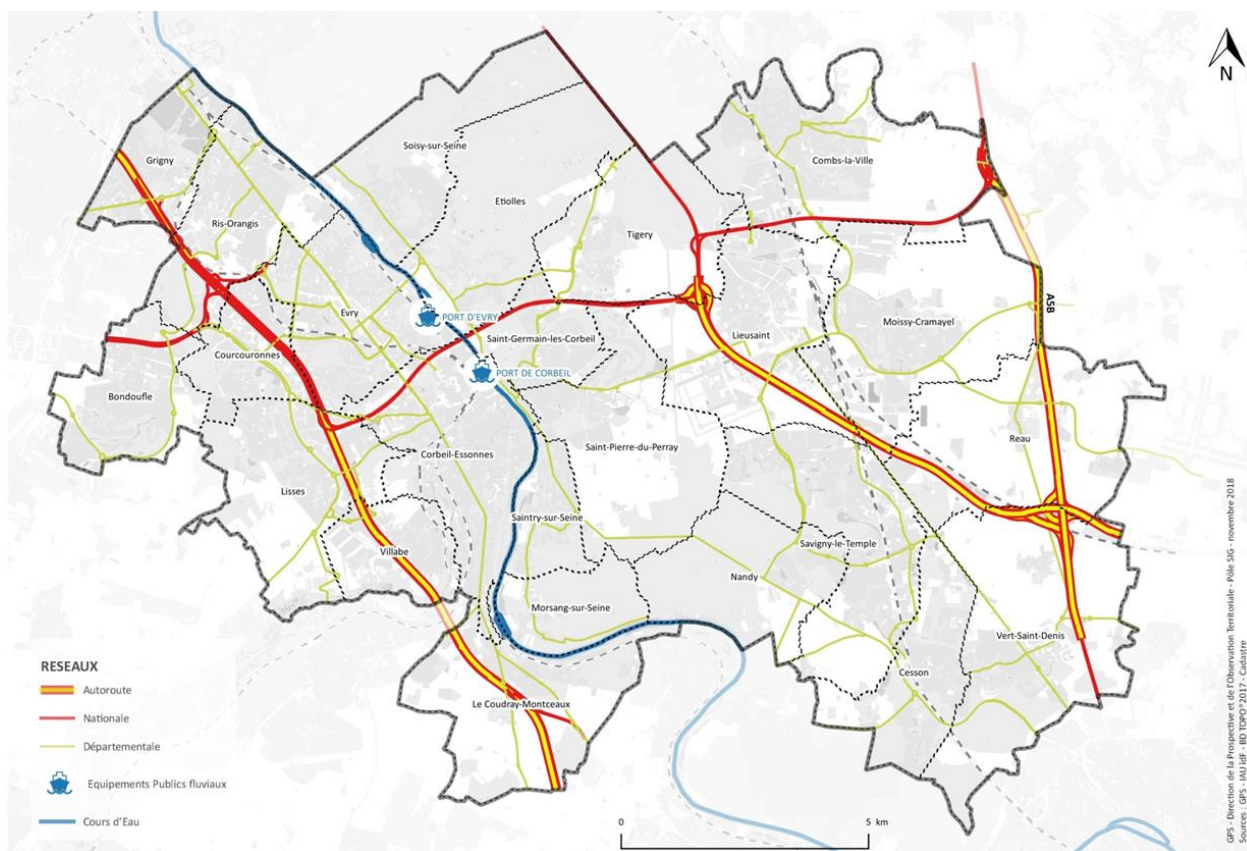 N
Grigny
Soisy-sur-Seine
Combs-la-Ville
Etiolles
Ris-Orangis
Tigery
A5B
PORT D'EVRY
Evry
Moissy-Cramayel
Saint-Germain-les-Corbeil
Lieusaint
Courcouronnes
PORT DE CORBEIL
Bondoufle
Reau
Saint-Pierre-du-Perray
Corbeil-Essonnes
Lisses
Saintry-sur-Seine
Savigny-le-Temple
Villabe
Nandy
Morsang-sur-Seine
Vert-Saint-Denis
Cesson
Le Coudray-Montceaux
RESEAUX
Autoroute
Nationale
Départementale
Equipements Publics fluviaux
Cours d'Eau
0 5 km
GPS - Direction de la Prospective et de l'Observation Territoriale - Pôle SIG - novembre 2018
Sources : GPS - IAU îdF - BD TOPO®2017 - Cadastre